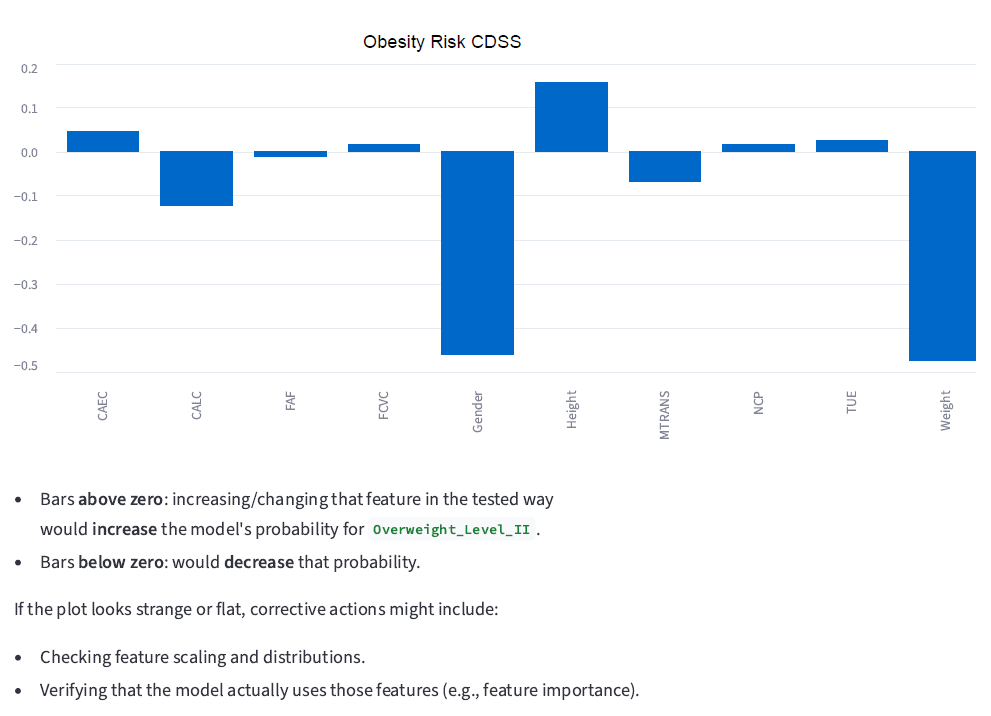 Obesity Risk CDSS
0.2
0.1
0.0
−0.1
−0.2
−0.3
−0.4
−0.5
CAEC
CALC
FAF
FCVC
Gender
Height
MTRANS
NCP
TUE
Weight
• Bars above zero: increasing/changing that feature in the tested way
would increase the model's probability for Overweight_Level_II .
• Bars below zero: would decrease that probability.
If the plot looks strange or flat, corrective actions might include:
• Checking feature scaling and distributions.
• Verifying that the model actually uses those features (e.g., feature importance).